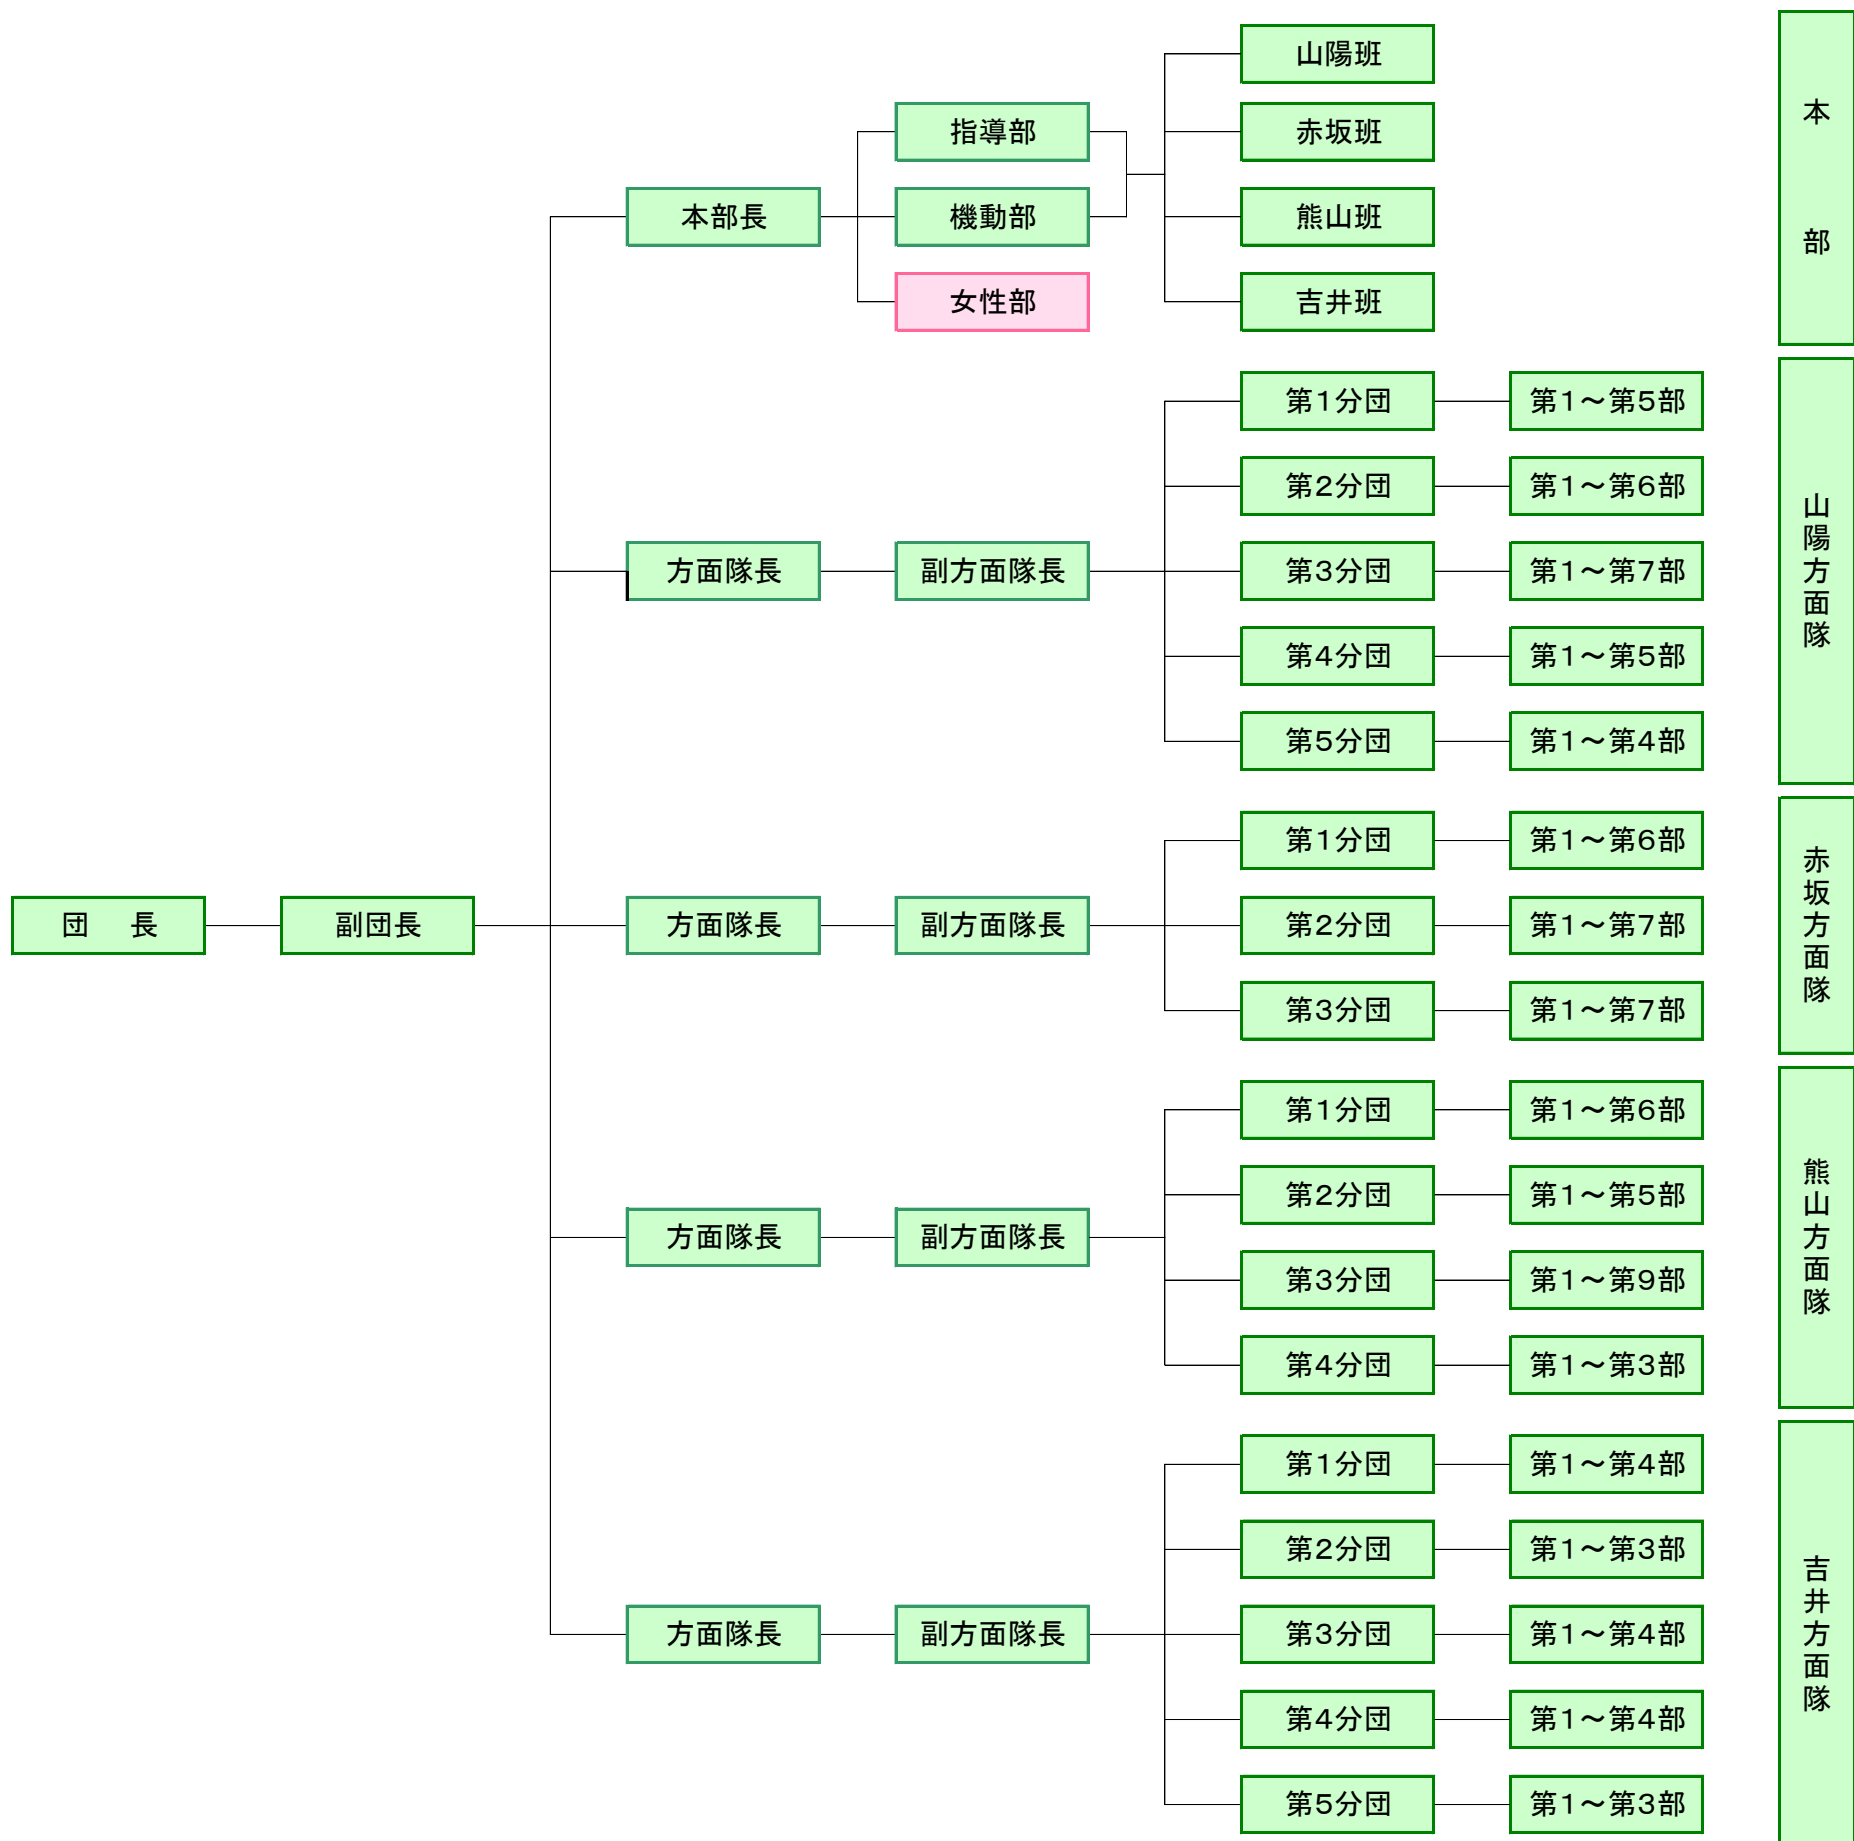 山陽班
指導部
赤坂班
本部長
機動部
熊山班
女性部
吉井班
本部
第1分団 第1～第5部
第2分団 第1～第6部
方面隊長 副方面隊長 第3分団 第1～第7部
第4分団 第1～第5部
第5分団 第1～第4部
山陽方面隊
第1分団 第1～第6部
団　長 副団長 方面隊長 副方面隊長 第2分団 第1～第7部
第3分団 第1～第7部
赤坂方面隊
第1分団 第1～第6部
第2分団 第1～第5部
方面隊長 副方面隊長
第3分団 第1～第9部
第4分団 第1～第3部
熊山方面隊
第1分団 第1～第4部
第2分団 第1～第3部
方面隊長 副方面隊長 第3分団 第1～第4部
第4分団 第1～第4部
第5分団 第1～第3部
吉井方面隊